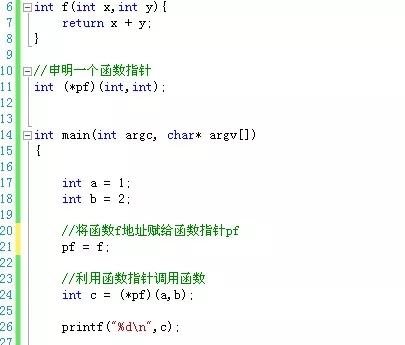 6 int f(int x,int y){
7 return x + y;
8 }
9
10 //申明一个函数指针
11 int (*pf)(int,int);
12
13
14 int main(int argc, char* argv[])
15 {
16
17 int a = 1;
18 int b = 2;
19
20 //将函数f地址赋给函数指针pf
21 pf = f;
22
23 //利用函数指针调用函数
24 int c = (*pf)(a,b);
25
26 printf("%d\n",c);
27